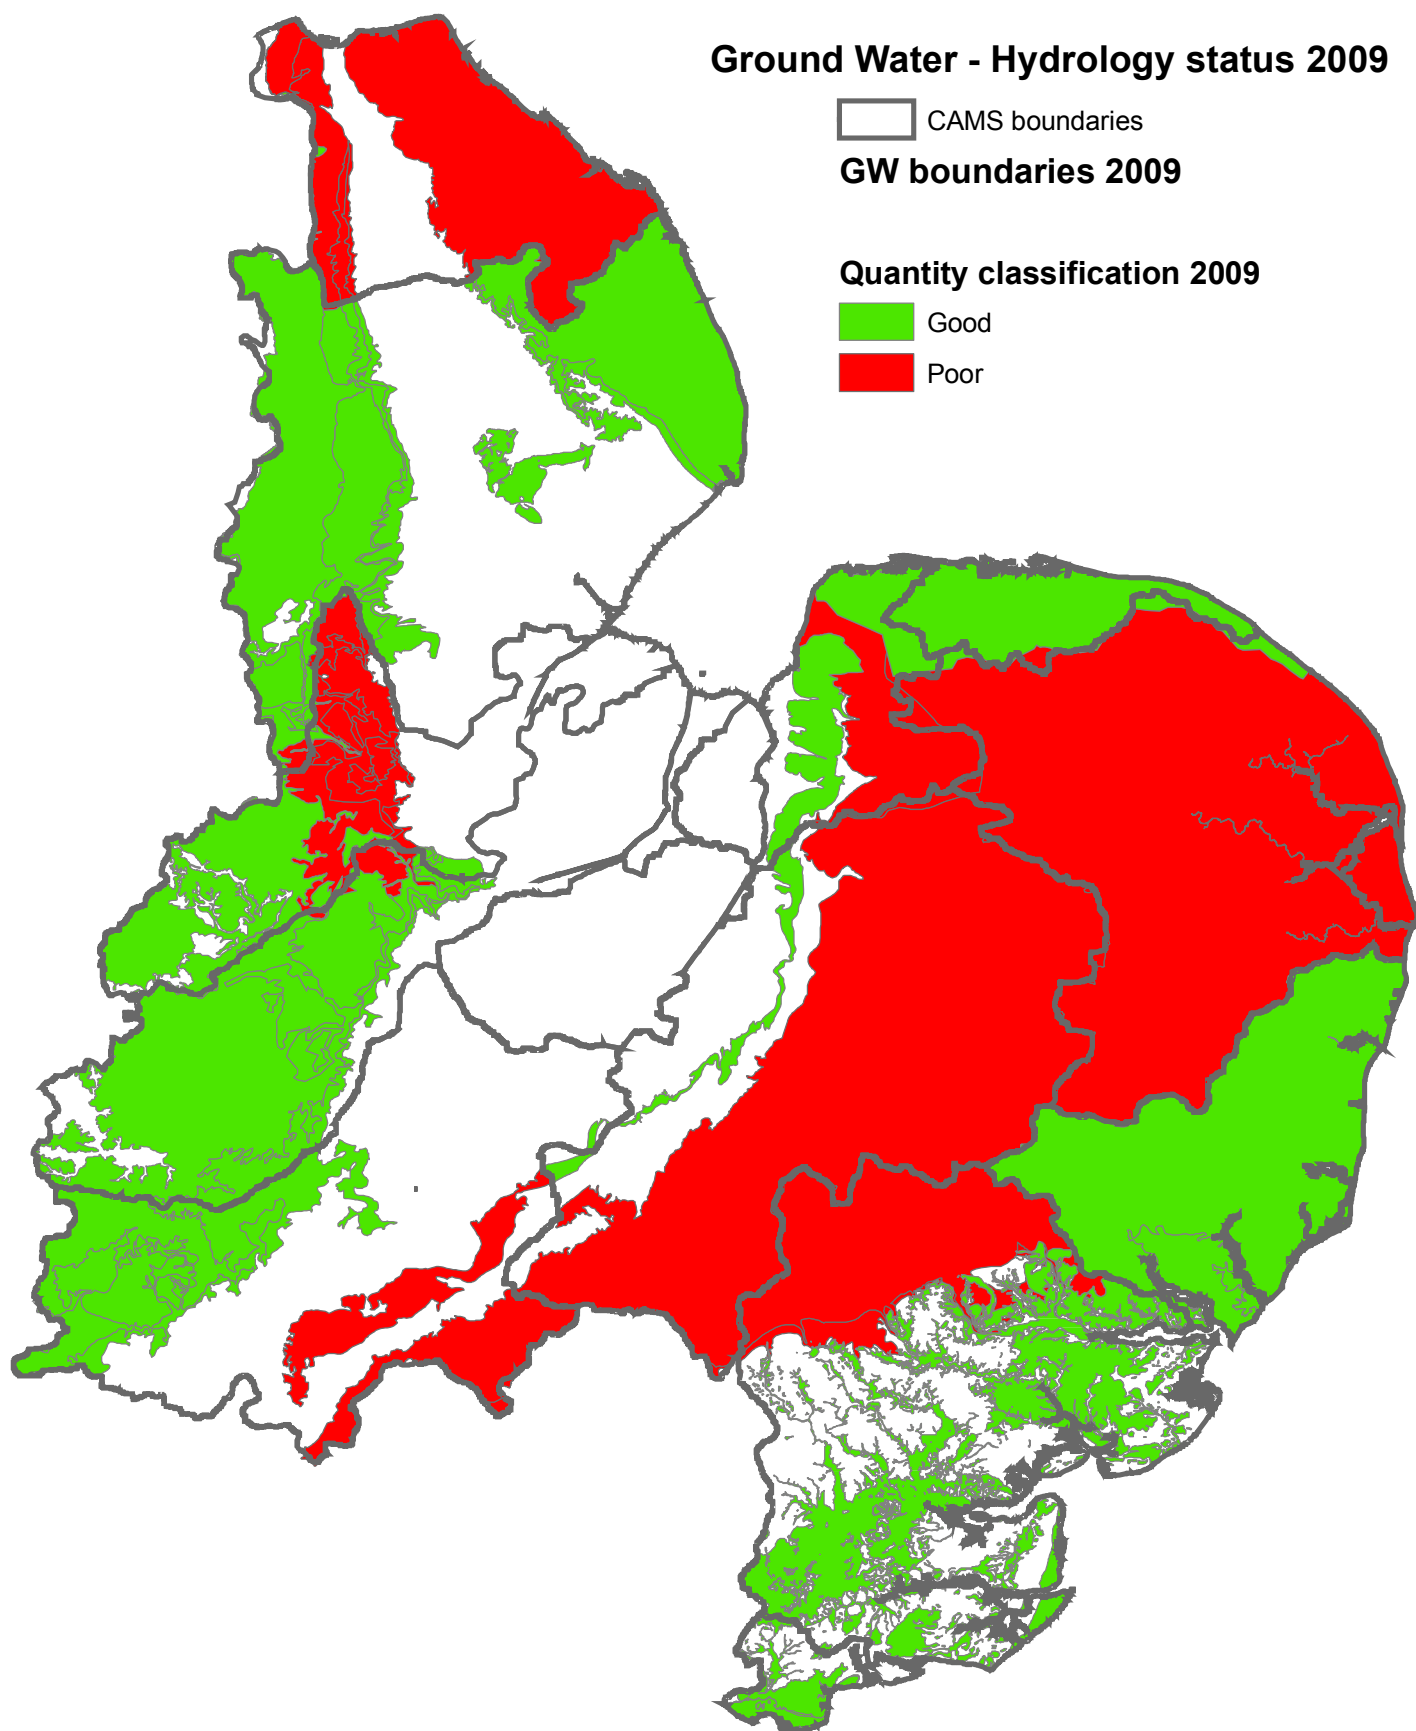 Ground Water - Hydrology status 2009
CAMS boundaries
GW boundaries 2009
Quantity classification 2009
Good
Poor